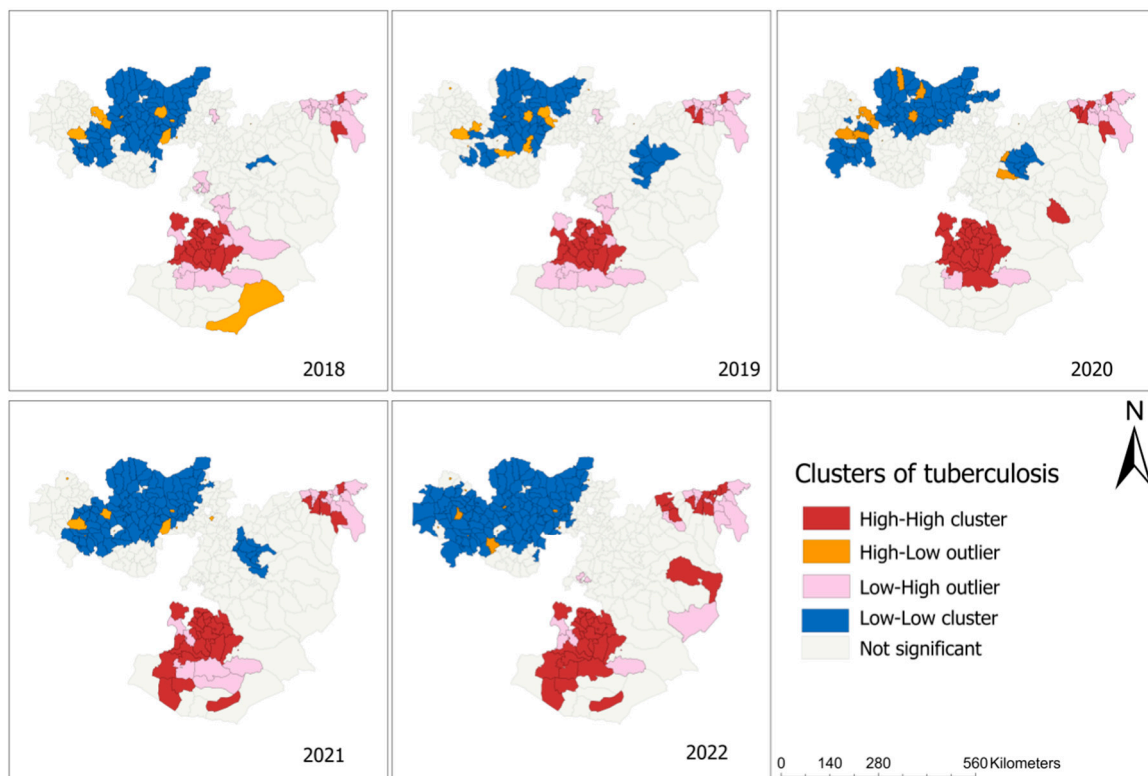 2018
2019
2020
2021
2022
N
Clusters of tuberculosis
High-High cluster
High-Low outlier
Low-High outlier
Low-Low cluster
Not significant
0 140 280 560 Kilometers